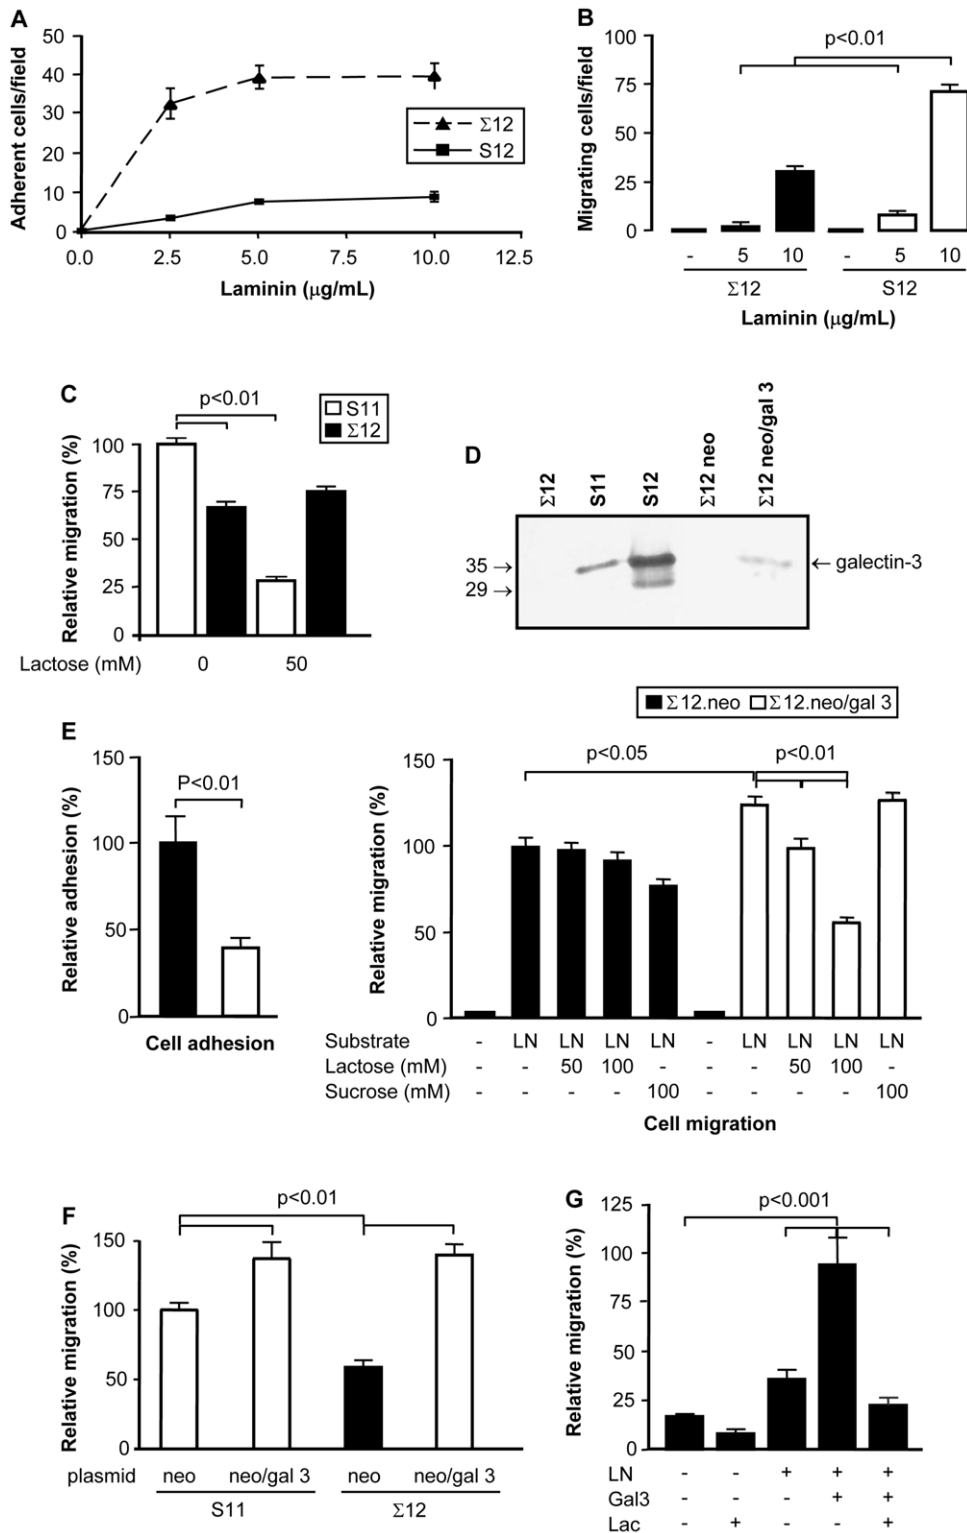 A
Adherent cells/field
50
40
30
20
10
0
0.0 2.5 5.0 7.5 10.0 12.5
Laminin (µg/mL)
Σ12
S12
B
Migrating cells/field
100
75
50
25
0
p<0.01
- 5 10 - 5 10
Σ12 S12
Laminin (µg/mL)
C
Relative migration (%)
100
75
50
25
0
p<0.01
S11
Σ12
Lactose (mM) 0 50
D
Σ12
S11
S12
Σ12 neo
Σ12 neo/gal 3
35 →
29 →
← galectin-3
E
Relative adhesion (%)
150
100
50
0
P<0.01
Cell adhesion
Σ12.neo Σ12.neo/gal 3
Relative migration (%)
150
100
50
0
p<0.05 p<0.01
Substrate - LN LN LN LN - LN LN LN LN
Lactose (mM) - - 50 100 - - - 50 100 -
Sucrose (mM) - - - - 100 - - - - 100
Cell migration
F
Relative migration (%)
150
100
50
0
p<0.01
plasmid neo neo/gal 3 neo neo/gal 3
S11 Σ12
G
Relative migration (%)
125
100
75
50
25
0
p<0.001
LN - - + + +
Gal3 - - - + +
Lac - + - - +